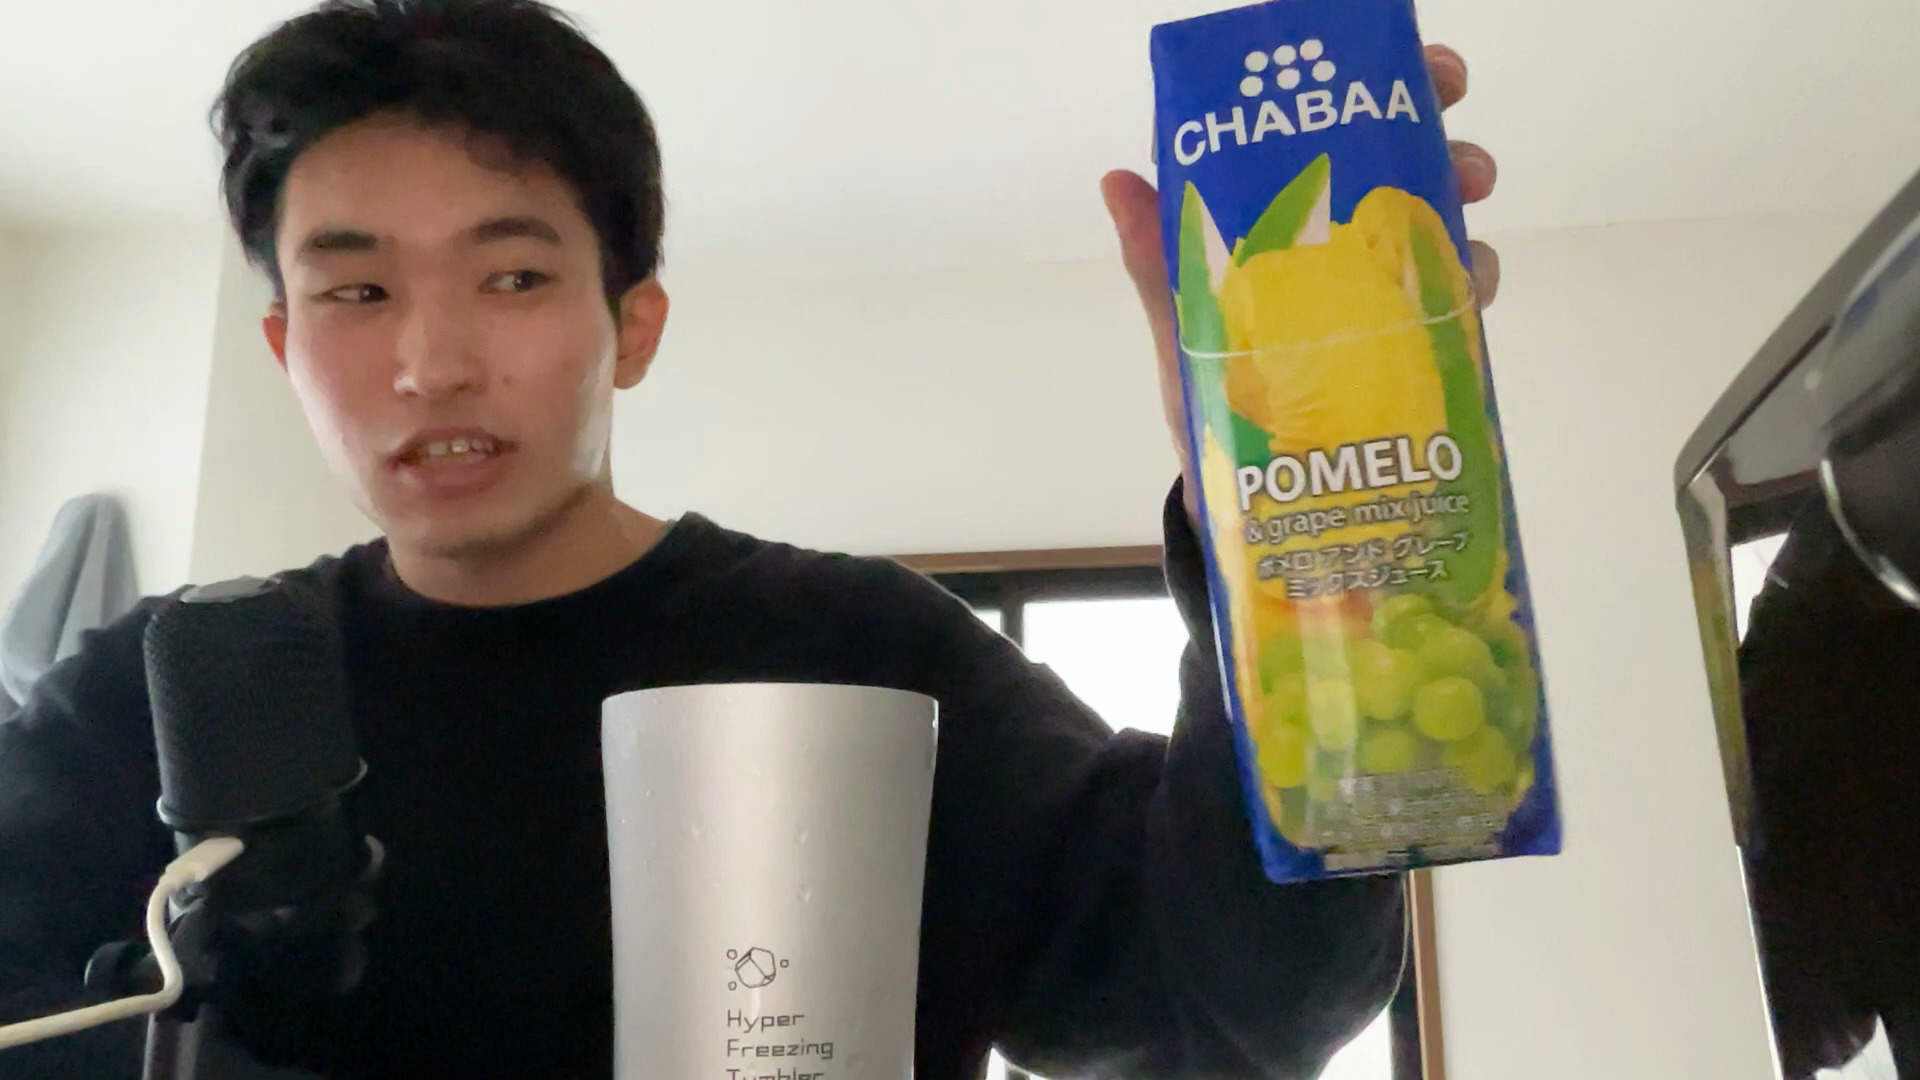 CHABAA
POMELO
& grape mix juice
ポメロ アンド グレープ
ミックスジュース
Hyper
Freezing
Tumbler